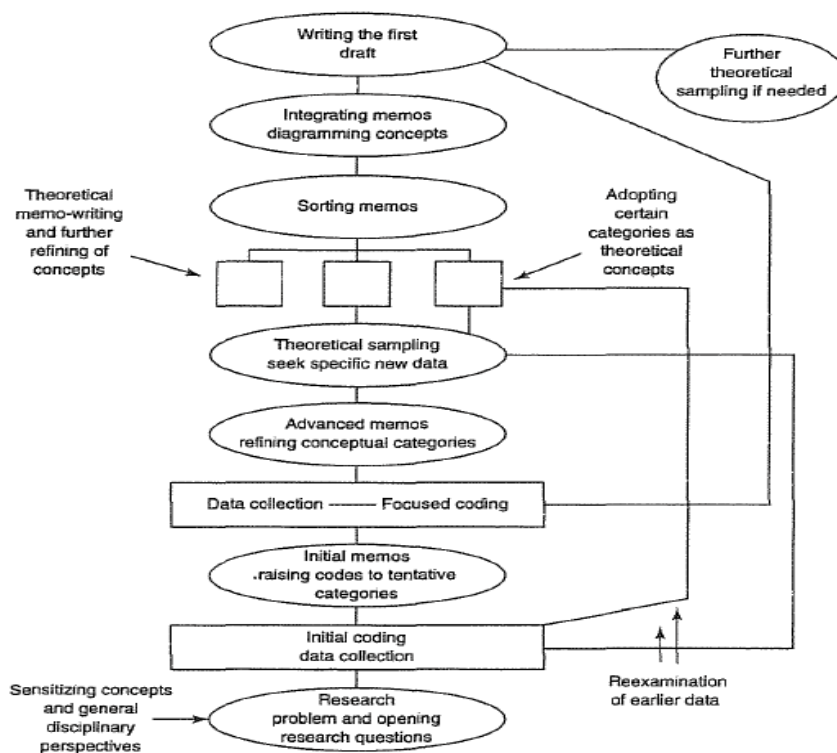 Writing the first
draft
Further
theoretical
sampling if needed
Integrating memos
diagramming concepts
Theoretical
memo-writing
and further
refining of
concepts
Sorting memos
Adopting
certain
categories as
theoretical
concepts
Theoretical sampling
seek specific new data
Advanced memos
refining conceptual categories
Data collection —— Focused coding
Initial memos
.raising codes to tentative
categories
Initial coding
data collection
Reexamination
of earlier data
Sensitizing concepts
and general
disciplinary
perspectives
Research
problem and opening
research questions